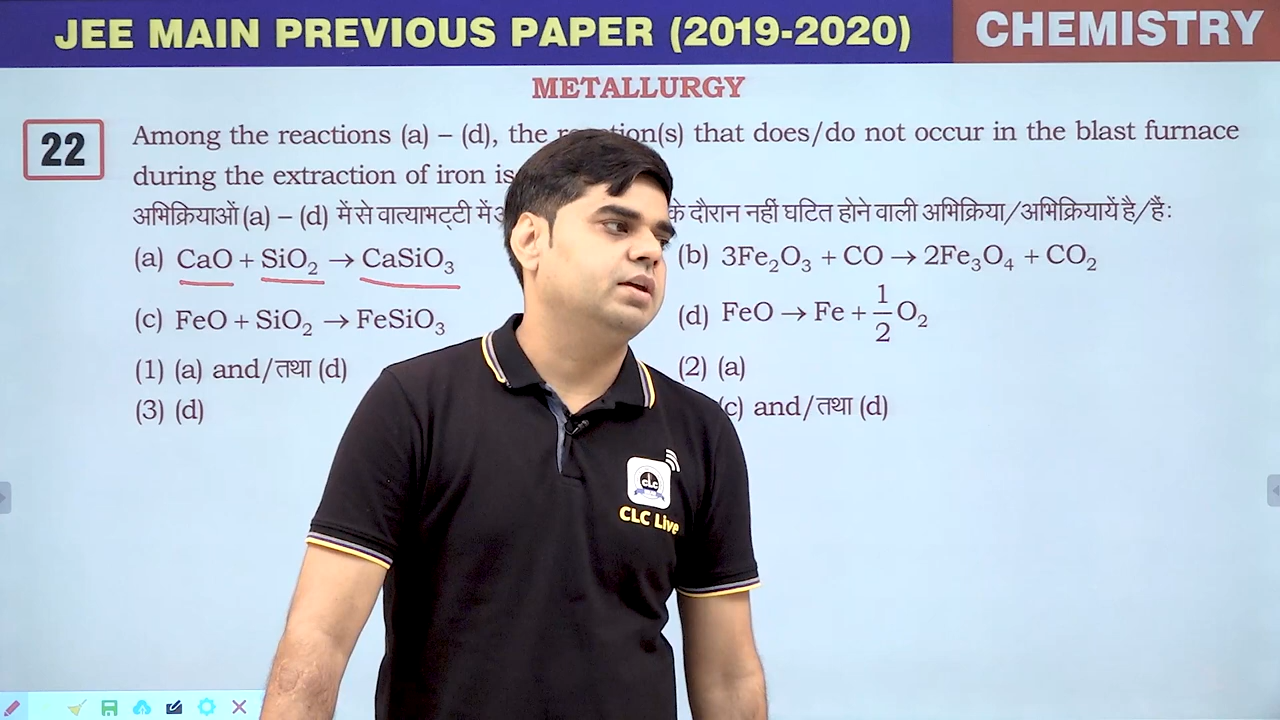 JEE MAIN PREVIOUS PAPER (2019-2020)
CHEMISTRY
METALLURGY
22
Among the reactions (a) – (d), the reaction(s) that does/do not occur in the blast furnace
during the extraction of iron is
अभिक्रियाओं (a) – (d) में से वात्याभट्टी में के दौरान नहीं घटित होने वाली अभिक्रिया/अभिक्रियायें है/हैं:
(a) CaO + SiO₂ → CaSiO₃
(b) 3Fe₂O₃ + CO → 2Fe₃O₄ + CO₂
(c) FeO + SiO₂ → FeSiO₃
(d) FeO → Fe + 1/2 O₂
(1) (a) and/तथा (d)
(2) (a)
(3) (d)
(c) and/तथा (d)
CLC
CLC Live